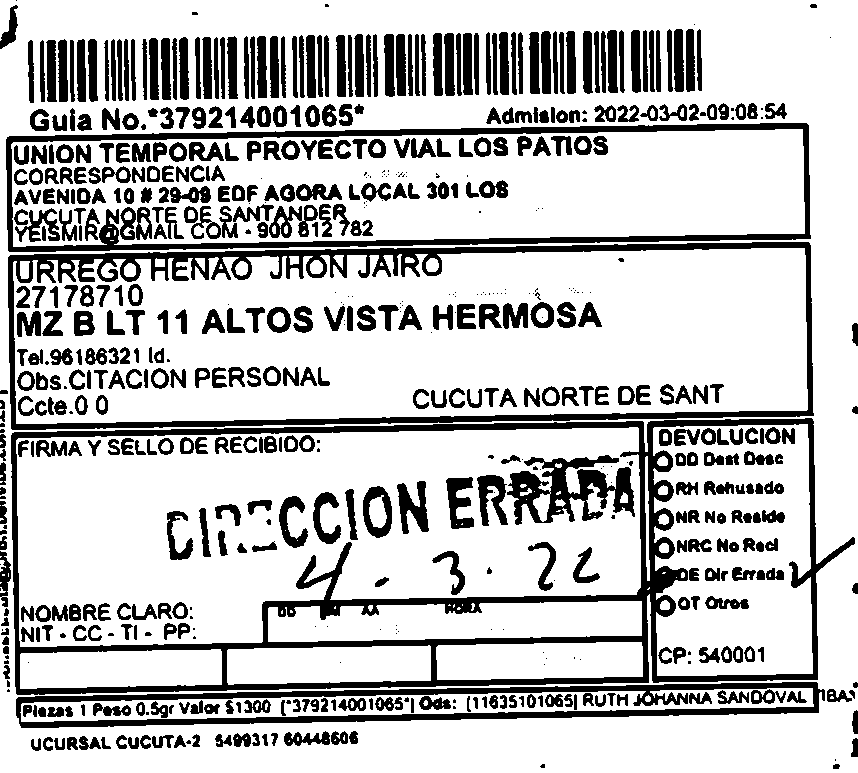 Guia No.*379214001065*
Admision: 2022-03-02-09:08:54
UNION TEMPORAL PROYECTO VIAL LOS PATIOS
CORRESPONDENCIA
AVENIDA 10 # 29-09 EDF AGORA LOCAL 301 LOS
CUCUTA NORTE DE SANTANDER
YEISMIR@GMAIL COM - 900 812 782
URREGO HENAO JHON JAIRO
27178710
MZ B LT 11 ALTOS VISTA HERMOSA
Tel.96186321 Id.
Obs.CITACION PERSONAL
Ccte.0 0
CUCUTA NORTE DE SANT
FIRMA Y SELLO DE RECIBIDO:
DIRECCION ERRADA
4 - 3 . 22
NOMBRE CLARO:
NIT - CC - TI - PP:
DD MM AA HORA
DEVOLUCION
DD Dest Desc
RH Rehusado
NR No Reside
NRC No Recl
DE Dir Errada
OT Otros
CP: 540001
Piezas 1 Peso 0.5gr Valor $1300 [*379214001065*] Ods: [11635101065] RUTH JOHANNA SANDOVAL
UCURSAL CUCUTA-2 5499317 60448606